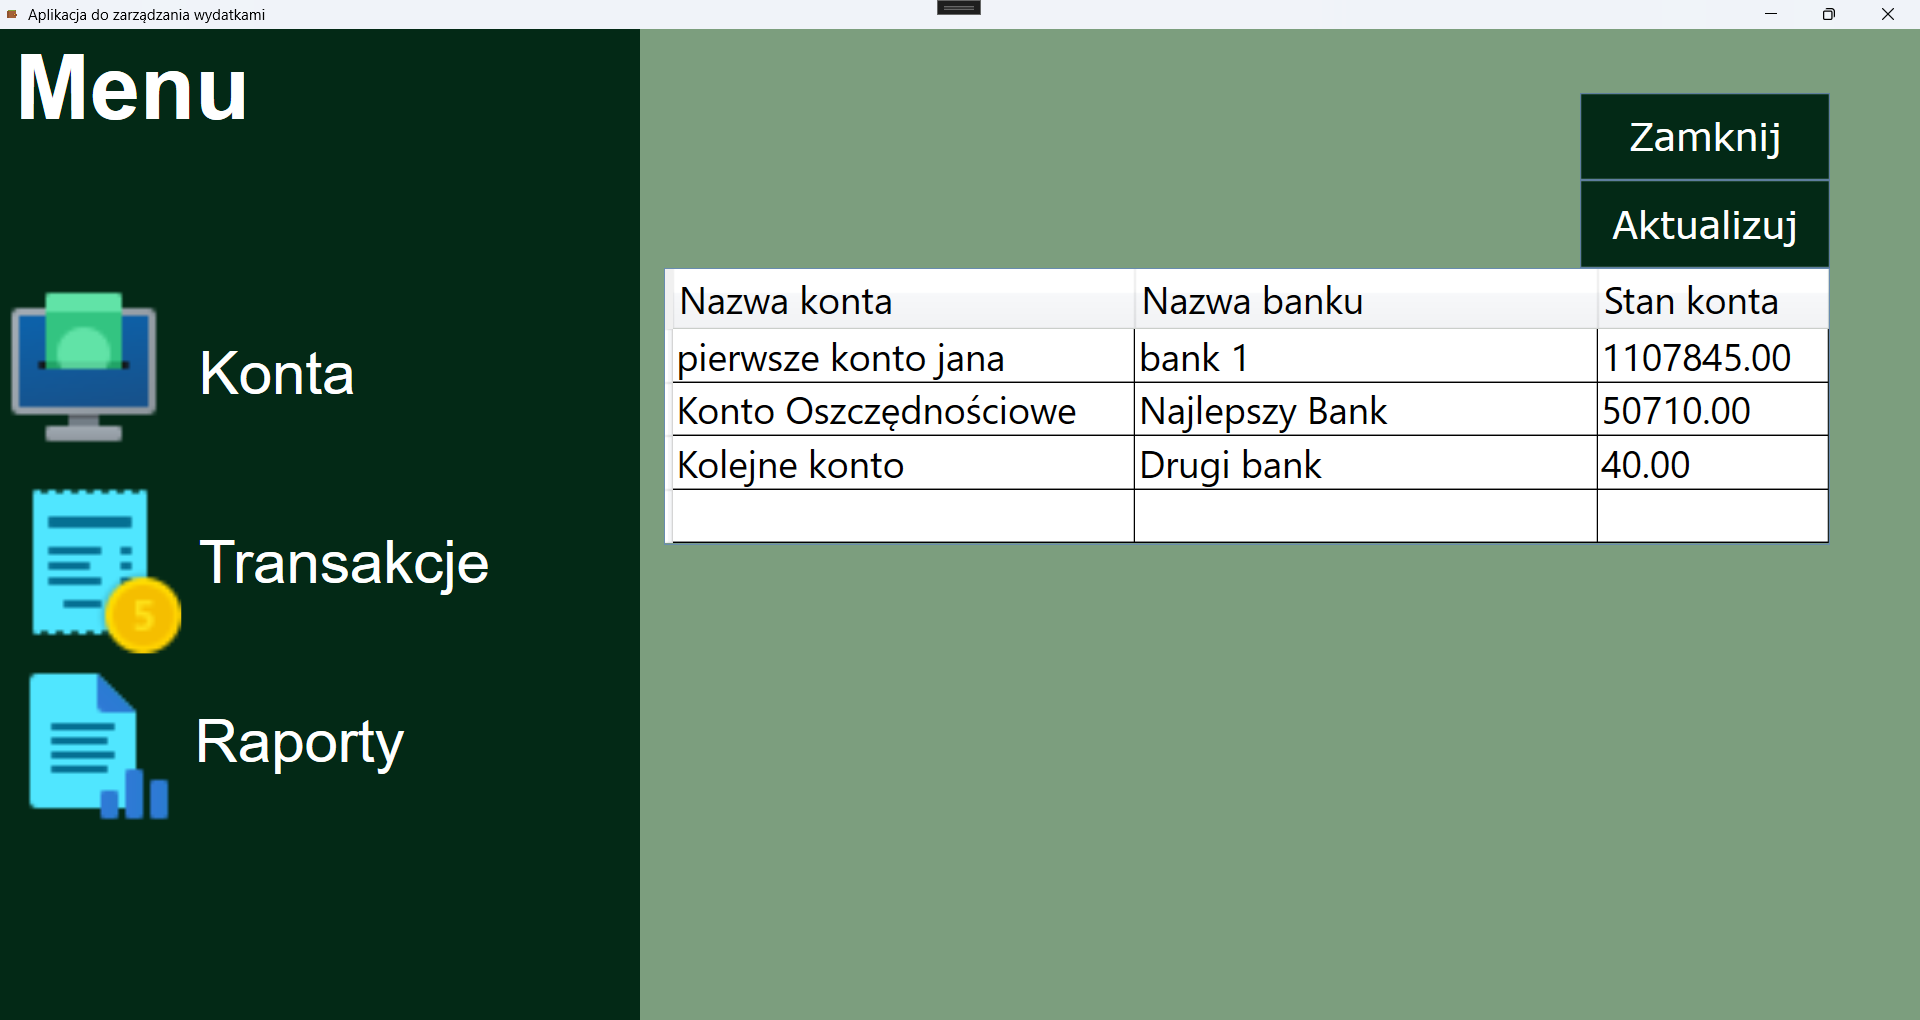 Aplikacja do zarządzania wydatkami
Menu
Konta
Transakcje
5
Raporty
Zamknij
Aktualizuj
Nazwa konta Nazwa banku Stan konta
pierwsze konto jana bank 1 1107845.00
Konto Oszczędnościowe Najlepszy Bank 50710.00
Kolejne konto Drugi bank 40.00